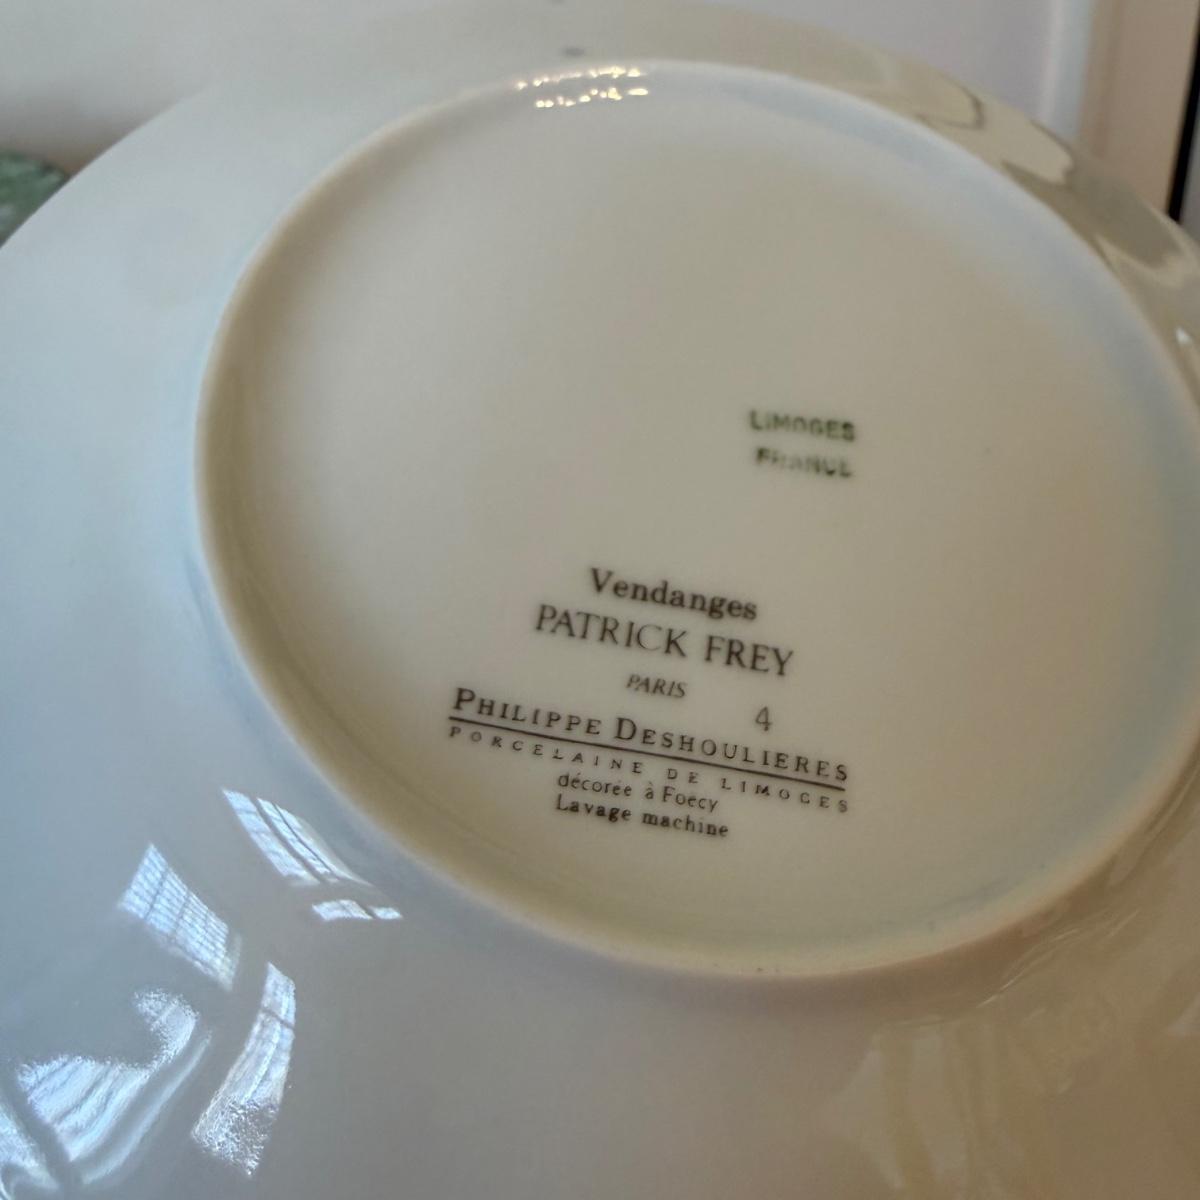 LIMOGES
FRANCE
Vendanges
PATRICK FREY
PARIS
4
PHILIPPE DESHOULIERES
PORCELAINE DE LIMOGES
décorée à Foëcy
Lavage machine